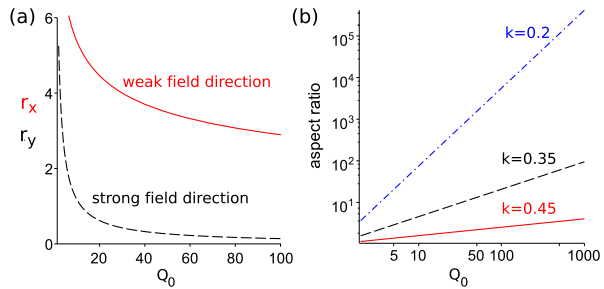 (a)
6
4
2
0
r_x
r_y
weak field direction
strong field direction
20 40 60 80 100
Q_0
(b)
aspect ratio
10^5
10^4
10^3
10^2
10^1
k=0.2
k=0.35
k=0.45
5 10 50 100 1000
Q_0